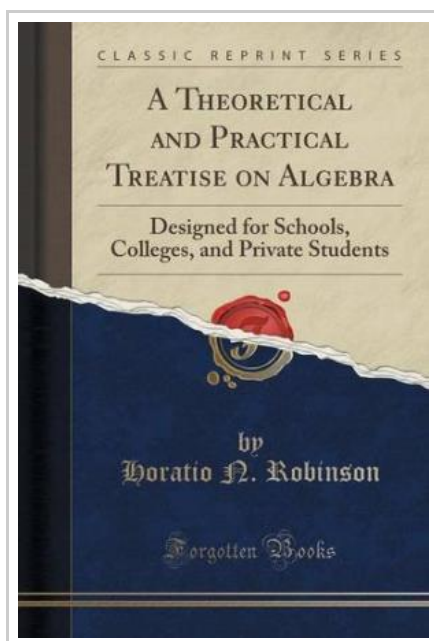 CLASSIC REPRINT SERIES
A THEORETICAL
AND PRACTICAL
TREATISE ON ALGEBRA
Designed for Schools,
Colleges, and Private Students
by
Horatio N. Robinson
Forgotten Books